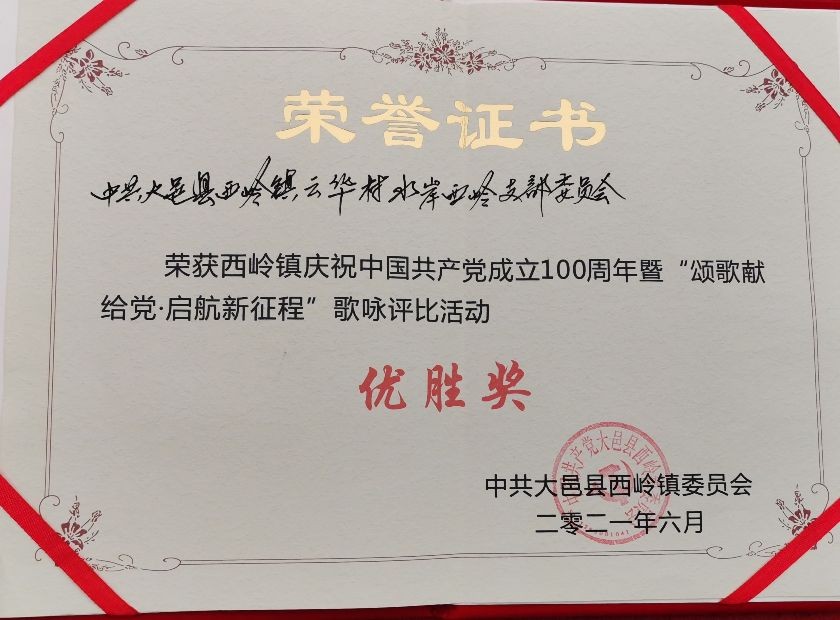 荣誉证书
中共大邑县西岭镇云华村水岸西岭支部委员会
荣获西岭镇庆祝中国共产党成立100周年暨“颂歌献
给党·启航新征程”歌咏评比活动
优胜奖
中共大邑县西岭镇委员会
二零二一年六月